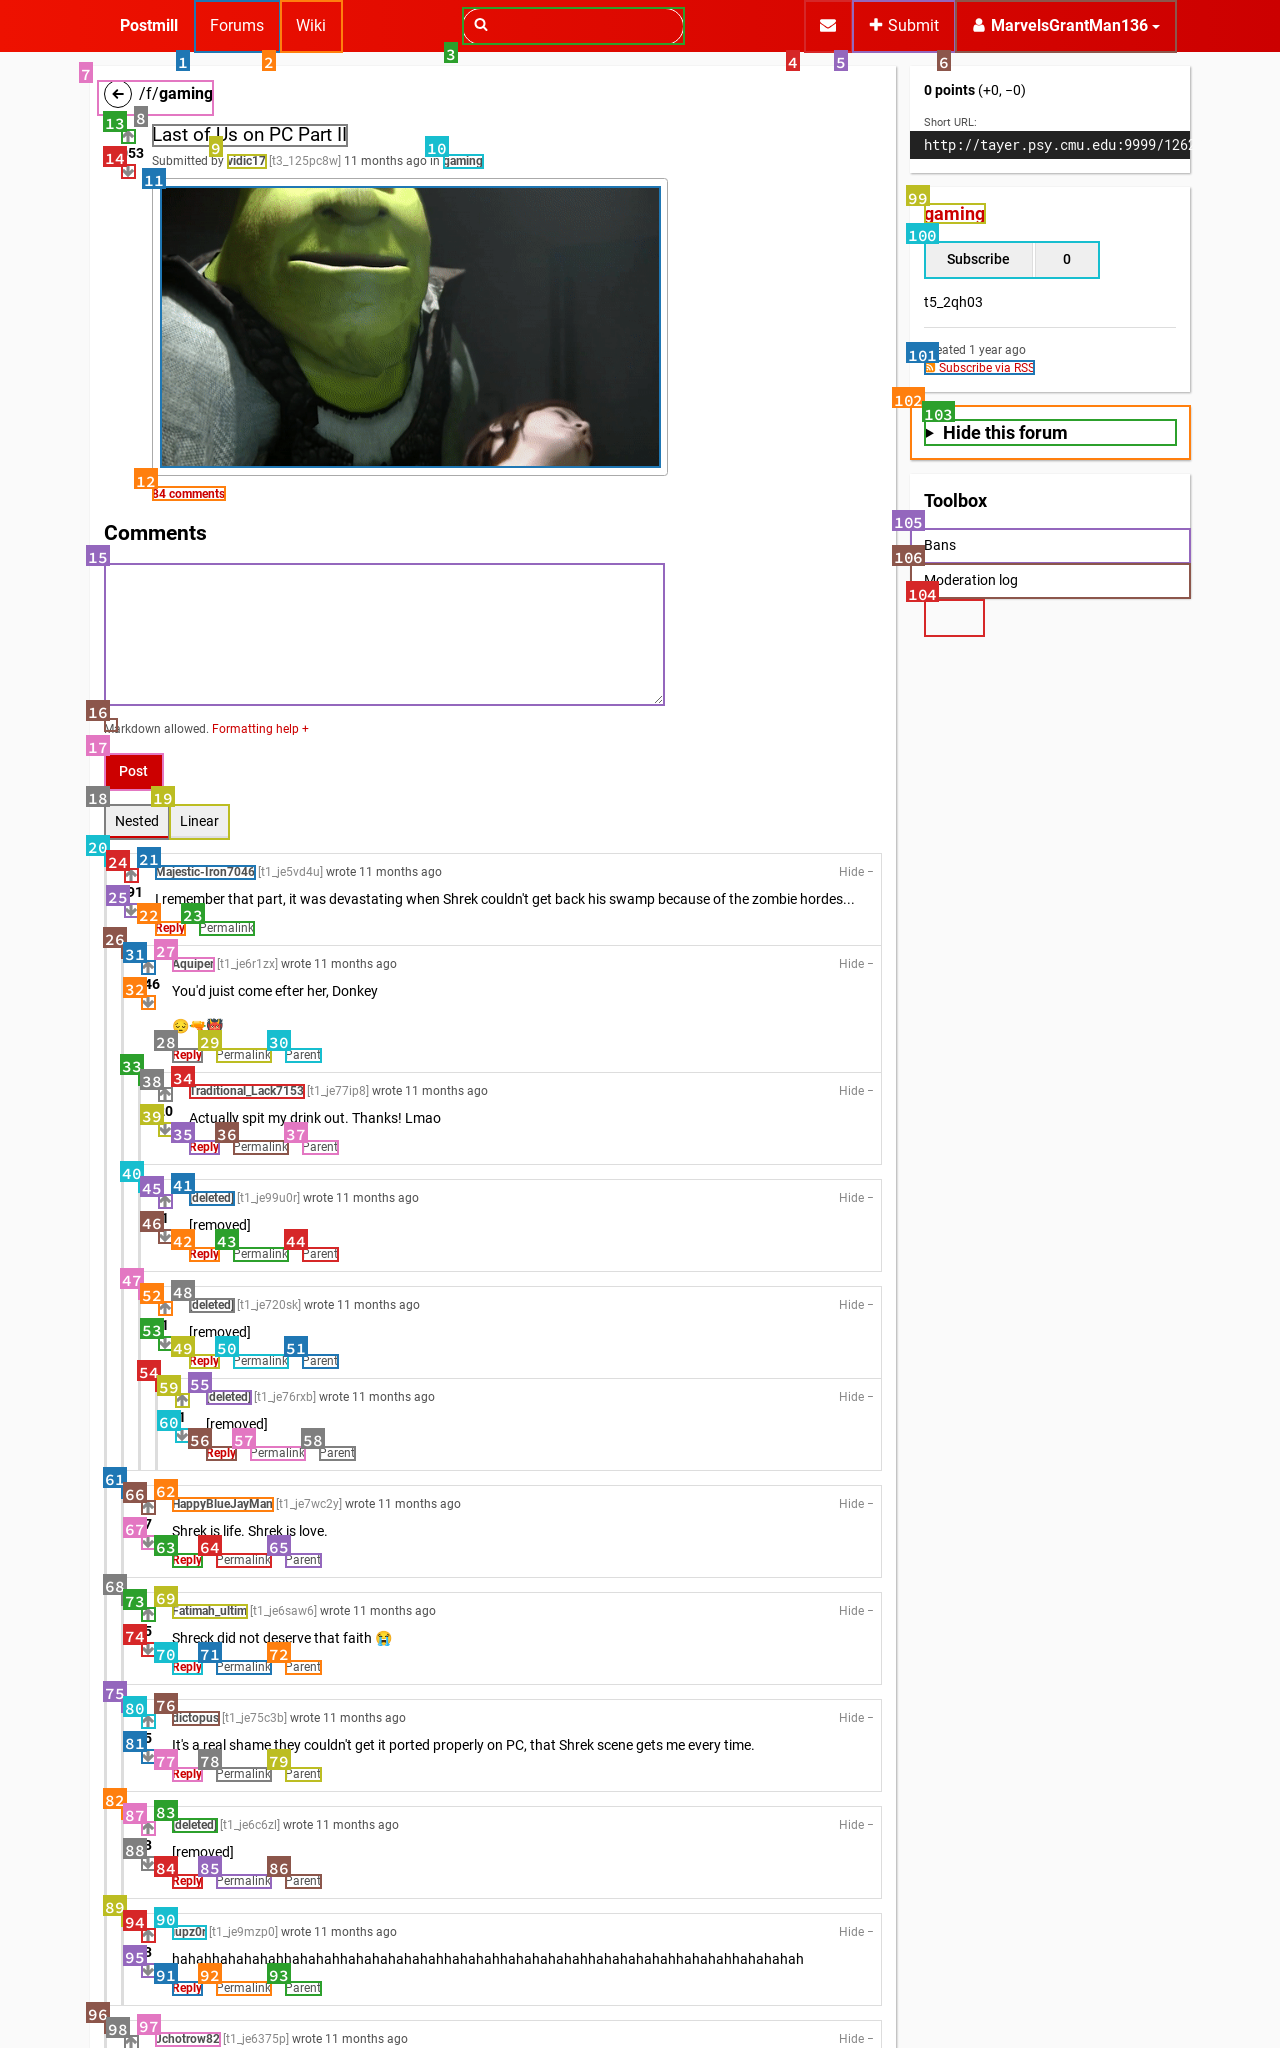 Postmill Forums Wiki Submit MarvelsGrantMan136
1 2 3 4 5 6
7 /f/gaming
8
13 Last of Us on PC Part II
9 10
14 53 Submitted by vidic17 [t3_125pc8w] 11 months ago in gaming
11
12
84 comments
Comments
15
16
Markdown allowed. Formatting help +
17
Post
18 19
Nested Linear
20
24 21 Majestic-Iron7046 [t1_je5vd4u] wrote 11 months ago Hide −
25 91 I remember that part, it was devastating when Shrek couldn't get back his swamp because of the zombie hordes...
22 23
Reply Permalink
26
31 27 Aquiper [t1_je6r1zx] wrote 11 months ago Hide −
32 46 You'd juist come efter her, Donkey
😔🔫👹
28 29 30
Reply Permalink Parent
33
38 34 Traditional_Lack7153 [t1_je77ip8] wrote 11 months ago Hide −
39 0 Actually spit my drink out. Thanks! Lmao
35 36 37
Reply Permalink Parent
40
45 41 [deleted] [t1_je99u0r] wrote 11 months ago Hide −
46 1 [removed]
42 43 44
Reply Permalink Parent
47
52 48 [deleted] [t1_je720sk] wrote 11 months ago Hide −
53 1 [removed]
49 50 51
Reply Permalink Parent
54
59 55 [deleted] [t1_je76rxb] wrote 11 months ago Hide −
60 1 [removed]
56 57 58
Reply Permalink Parent
61
66 62 HappyBlueJayMan [t1_je7wc2y] wrote 11 months ago Hide −
67 7 Shrek is life. Shrek is love.
63 64 65
Reply Permalink Parent
68
73 69 Fatimah_ultim [t1_je6saw6] wrote 11 months ago Hide −
74 5 Shreck did not deserve that faith 😭
70 71 72
Reply Permalink Parent
75
80 76 dictopus [t1_je75c3b] wrote 11 months ago Hide −
81 5 It's a real shame they couldn't get it ported properly on PC, that Shrek scene gets me every time.
77 78 79
Reply Permalink Parent
82
87 83 [deleted] [t1_je6c6zl] wrote 11 months ago Hide −
88 3 [removed]
84 85 86
Reply Permalink Parent
89
94 90 [t1_je9mzp0] wrote 11 months ago Hide −
95 3
91 92 93
Reply Permalink Parent
96
98 97 Jchotrow82 [t1_je6375p] wrote 11 months ago Hide −
0 points (+0, −0)
Short URL:
http://tayer.psy.cmu.edu:9999/1262
99
gaming
100
Subscribe 0
t5_2qh03
101 Created 1 year ago
Subscribe via RSS
102
103
Hide this forum
Toolbox
105
Bans
106
Moderation log
104